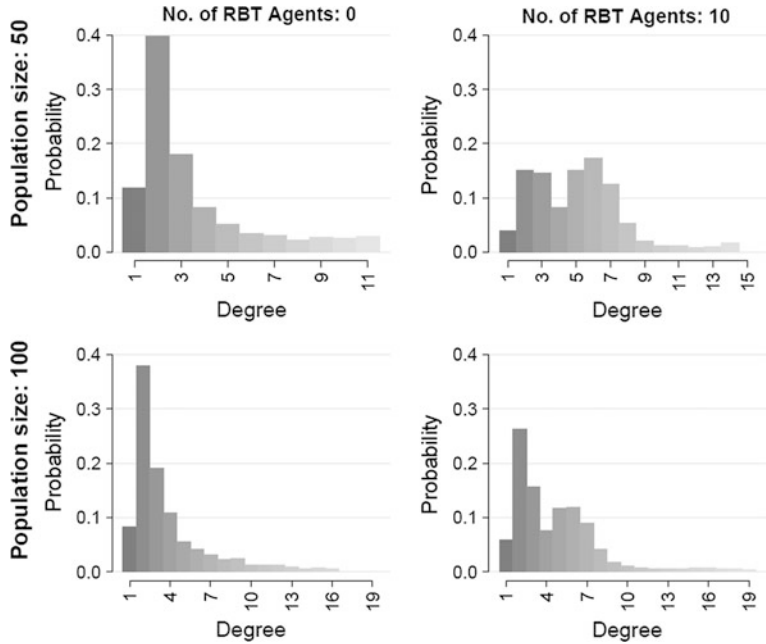 No. of RBT Agents: 0
No. of RBT Agents: 10
Population size: 50
Probability
0.4
0.3
0.2
0.1
0.0
1 3 5 7 9 11
Degree
Probability
0.4
0.3
0.2
0.1
0.0
1 3 5 7 9 11 13 15
Degree
Population size: 100
Probability
0.4
0.3
0.2
0.1
0.0
1 4 7 10 13 16 19
Degree
Probability
0.4
0.3
0.2
0.1
0.0
1 4 7 10 13 16 19
Degree